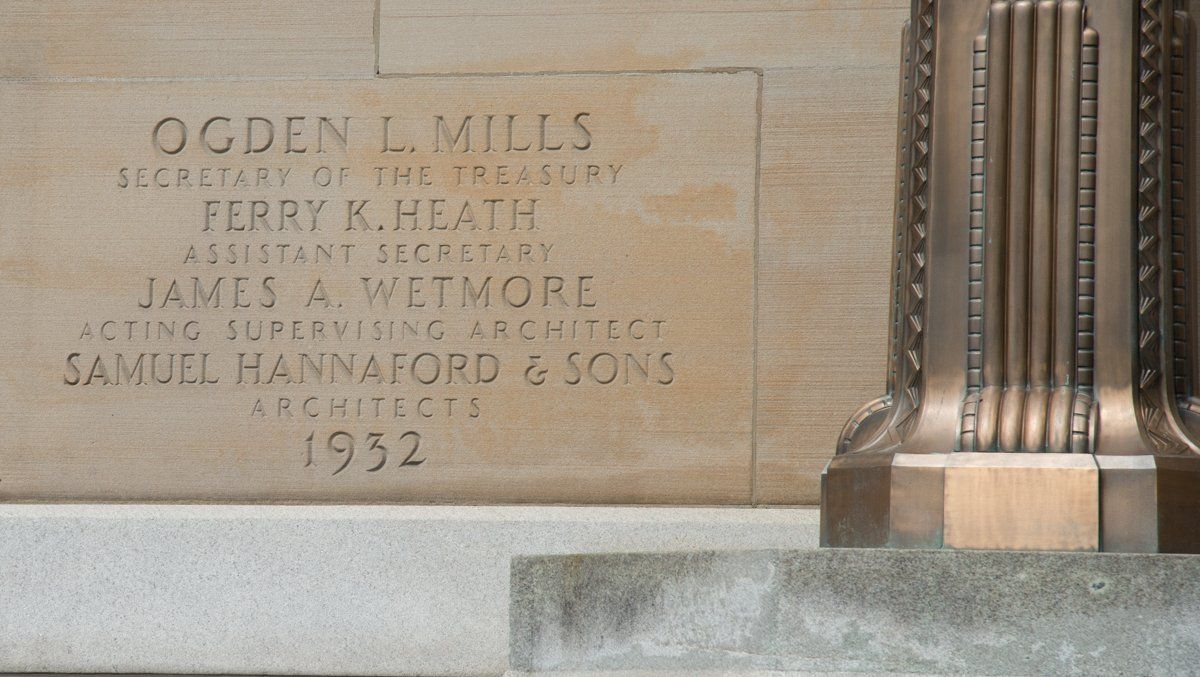 OGDEN L. MILLS
SECRETARY OF THE TREASURY
FERRY K. HEATH
ASSISTANT SECRETARY
JAMES A. WETMORE
ACTING SUPERVISING ARCHITECT
SAMUEL HANNAFORD & SONS
ARCHITECTS
1932